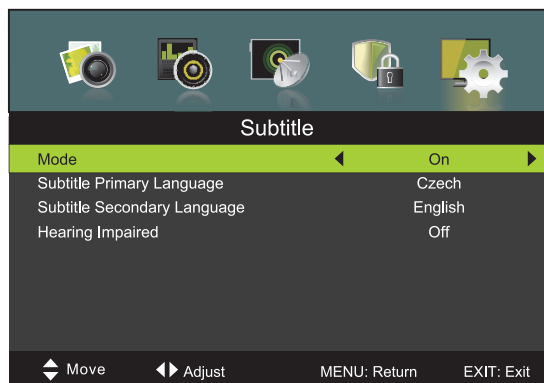 Subtitle
Mode On
Subtitle Primary Language Czech
Subtitle Secondary Language English
Hearing Impaired Off
Move Adjust MENU: Return EXIT: Exit